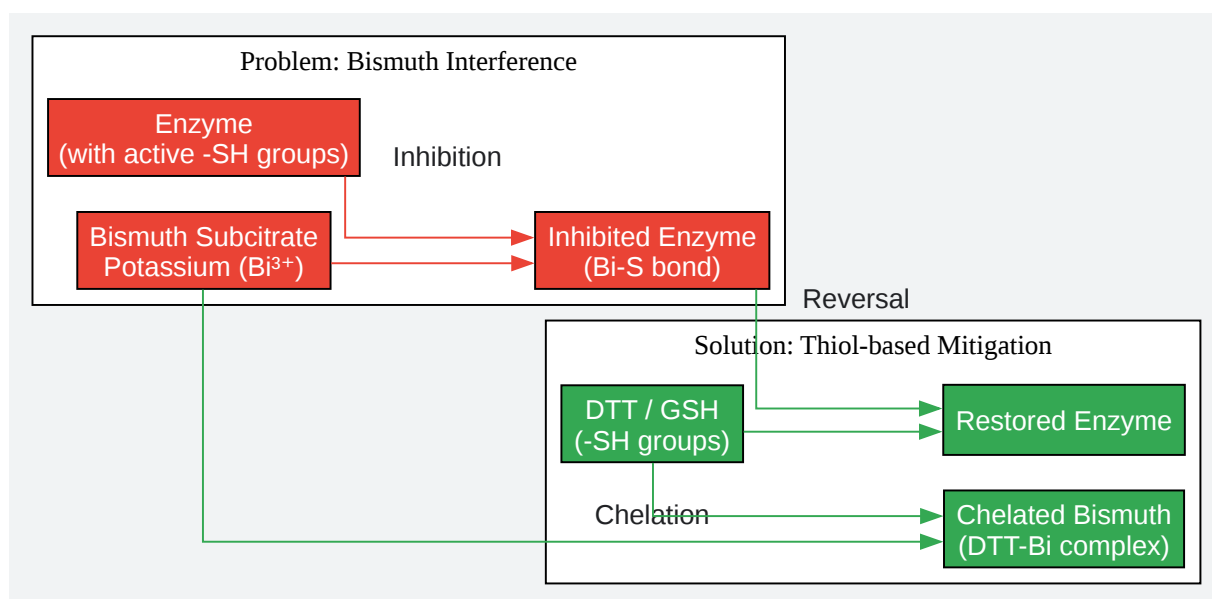 Problem: Bismuth Interference
Enzyme
(with active -SH groups)
Inhibition
Bismuth Subcitrate
Potassium (Bi³⁺)
Inhibited Enzyme
(Bi-S bond)
Reversal
Solution: Thiol-based Mitigation
DTT / GSH
(-SH groups)
Restored Enzyme
Chelation
Chelated Bismuth
(DTT-Bi complex)